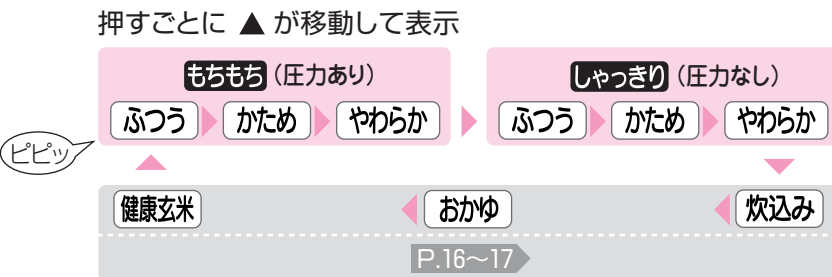 押すごとに ▲ が移動して表示
もちもち (圧力あり) しゃっきり (圧力なし)
ふつう かため やわらか ふつう かため やわらか
ピピッ
健康玄米 おかゆ 炊込み
P.16～17